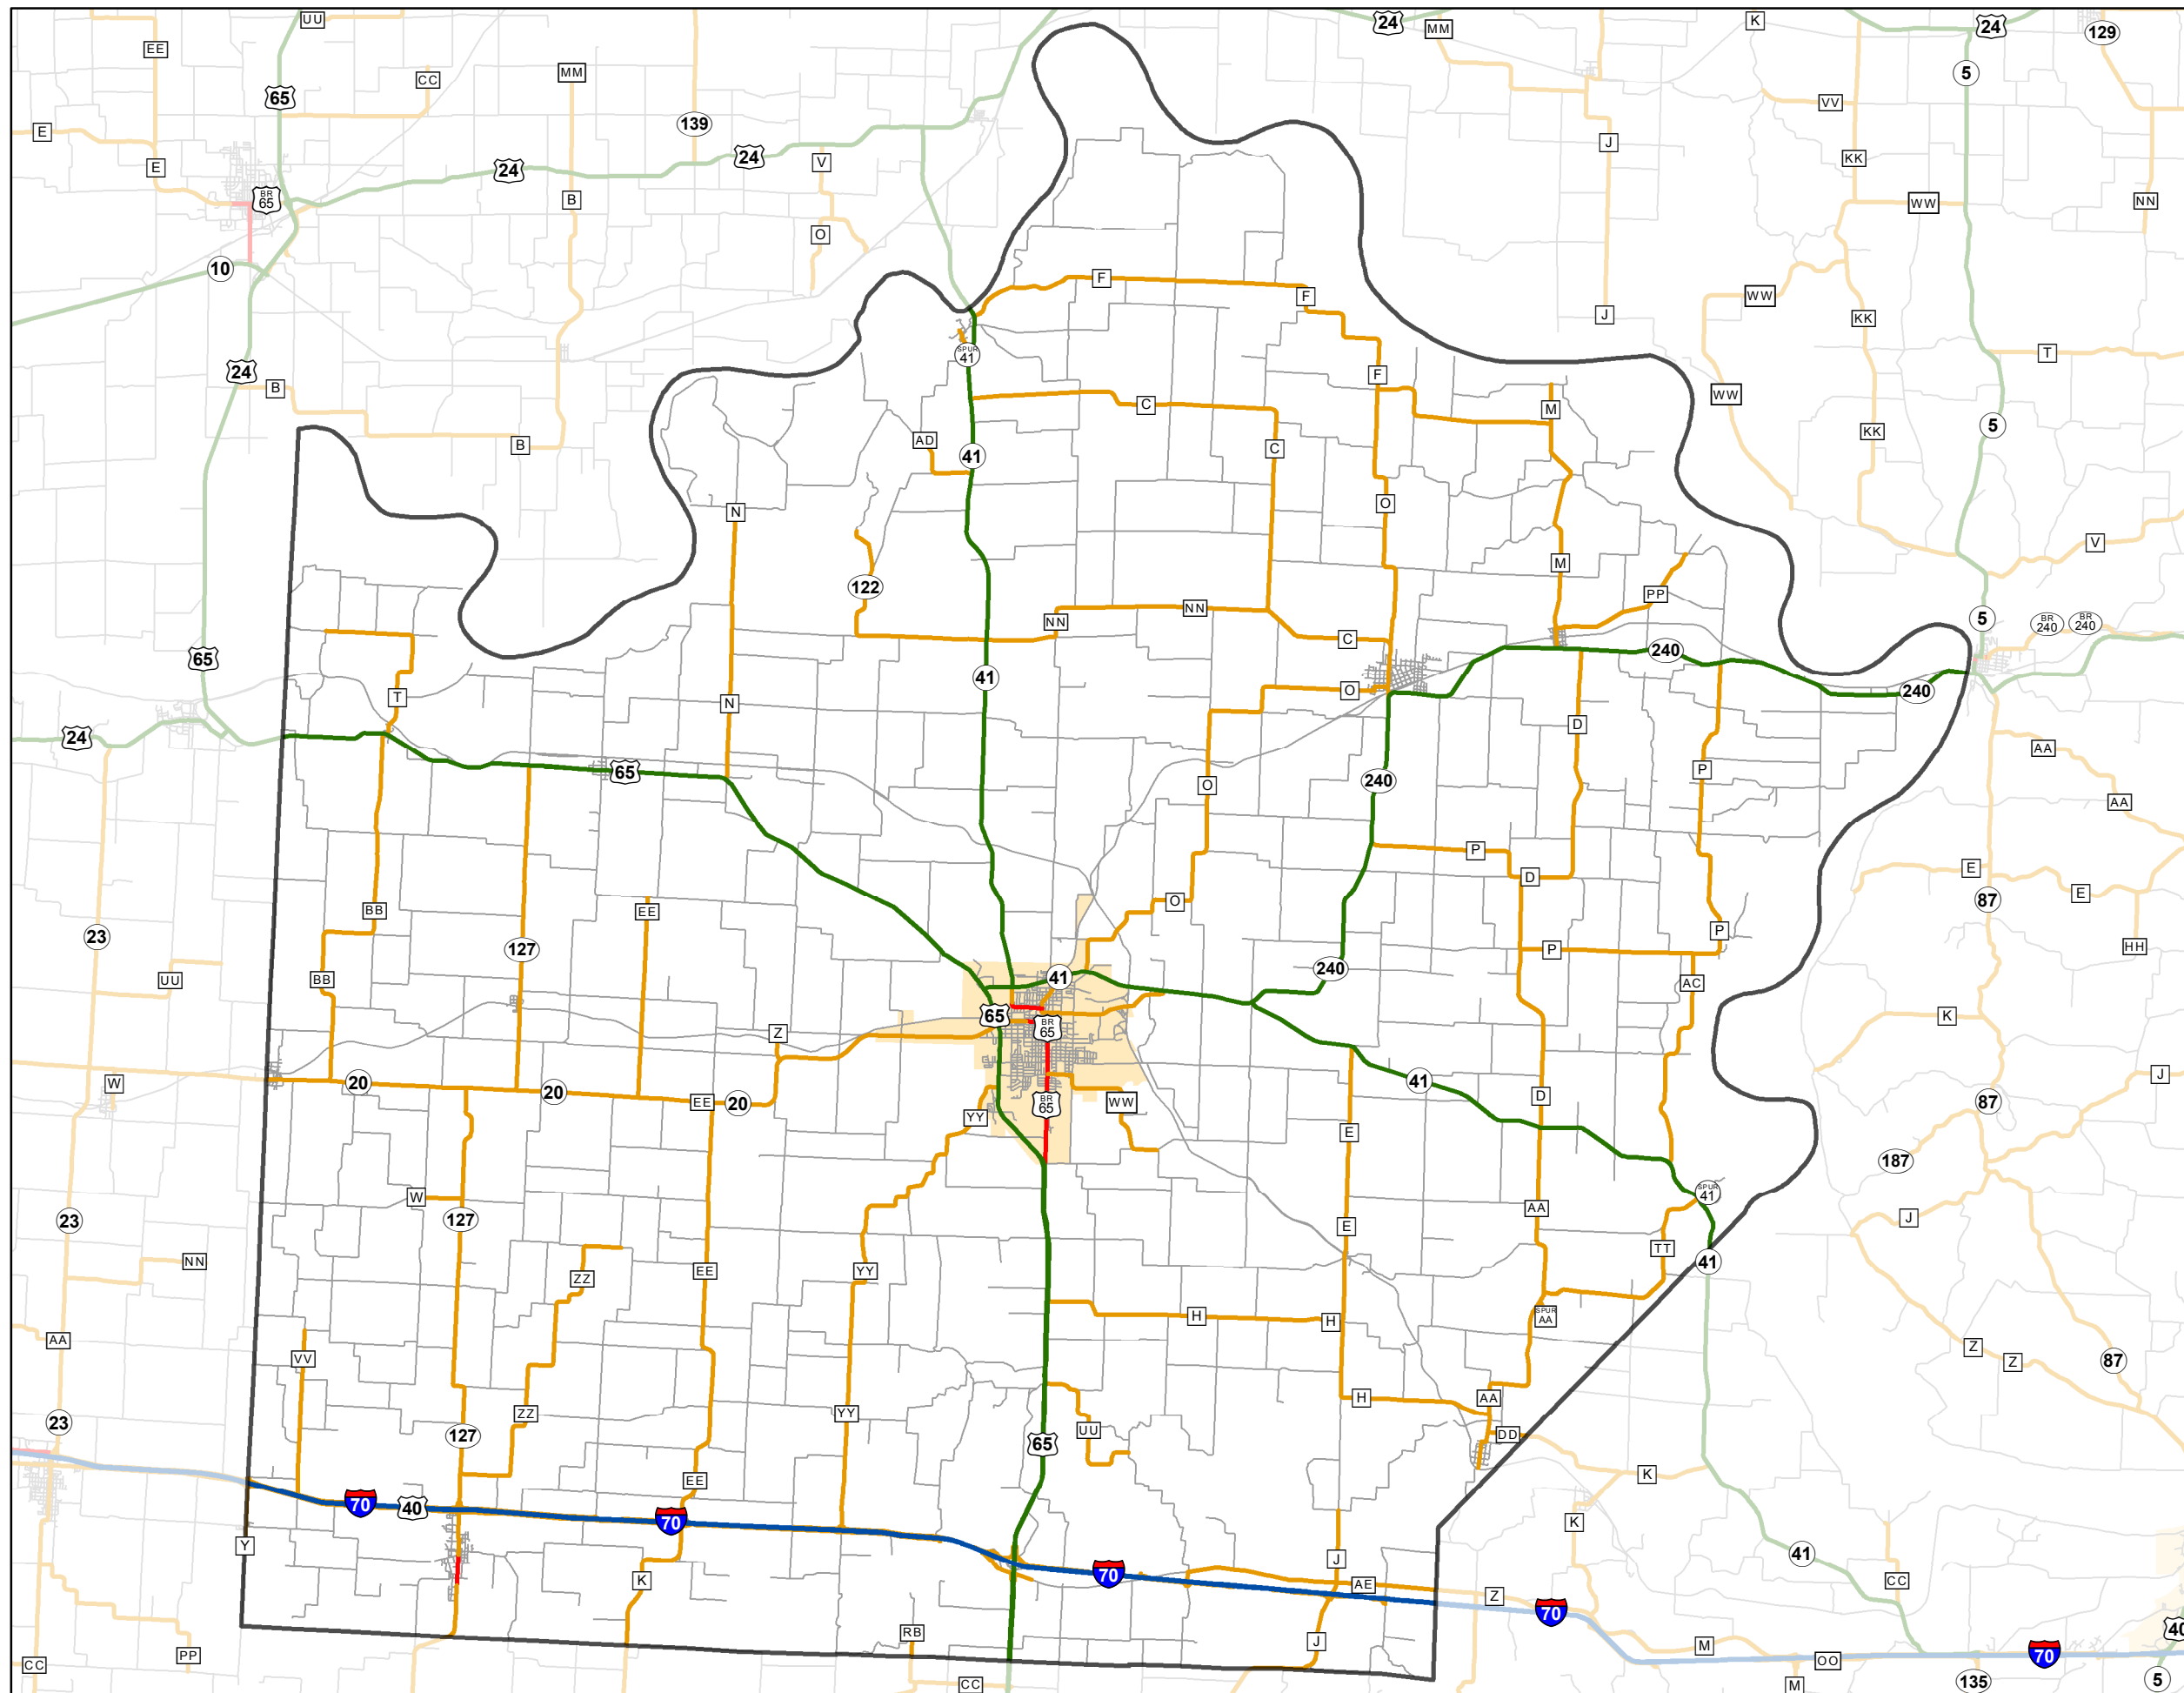 UU
24
MM
K
24
129
EE
5
CC
MM
65
VV
139
E
J
24
V
KK
E
24
BR
65
B
NN
WW
O
10
F
F
WW
KK
J
SPUR
41
T
24
F
B
WW
C
M
5
AD
KK
B
C
41
O
N
V
M
122
PP
NN
NN
5
BR
240
BR
240
C
240
65
41
O
240
T
N
D
24
AA
65
P
240
O
AA
P
E
D
E
87
O
BB
EE
P
23
HH
127
P
240
41
BB
UU
AC
65
K
BR
65
Z
J
20
41
W
20
D
EE
20
BR
65
WW
87
YY
E
187
SPUR
41
W
AA
127
J
23
E
TT
41
NN
YY
EE
ZZ
H
SPUR
AA
H
AA
Z
VV
Z
87
H
AA
ZZ
YY
23
UU
DD
127
65
K
EE
70
40
70
K
Y
41
J
70
K
AE
CC
Z
70
40
RB
J
M
PP
70
OO
CC
135
5
CC
M